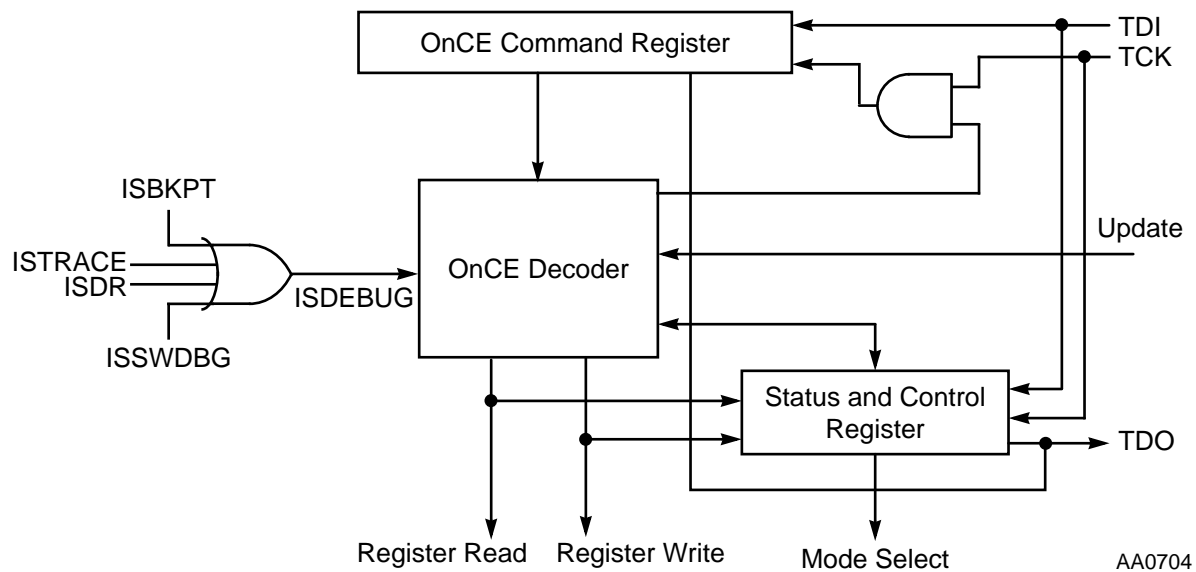 OnCE Command Register
TDI
TCK
ISBKPT
Update
ISTRACE
ISDR
OnCE Decoder
ISDEBUG
ISSWDBG
Status and Control
Register
TDO
Register Read
Register Write
Mode Select
AA0704